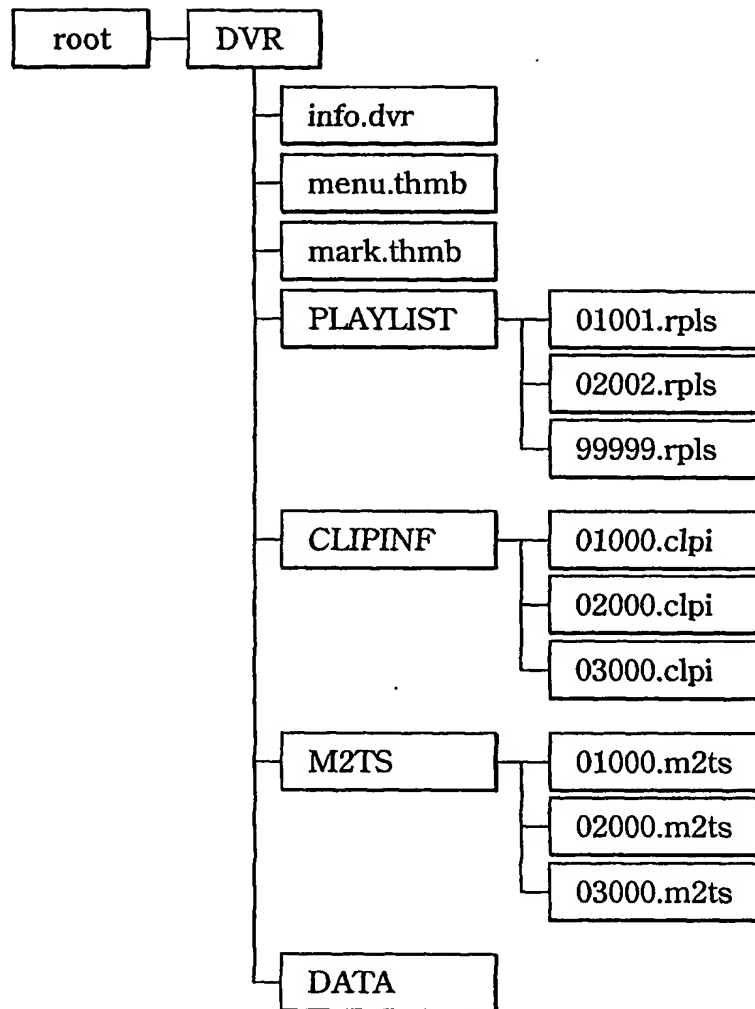 root DVR
info.dvr
menu.thmb
mark.thmb
PLAYLIST 01001.rpls
02002.rpls
99999.rpls
CLIPINF 01000.clpi
02000.clpi
03000.clpi
M2TS 01000.m2ts
02000.m2ts
03000.m2ts
DATA